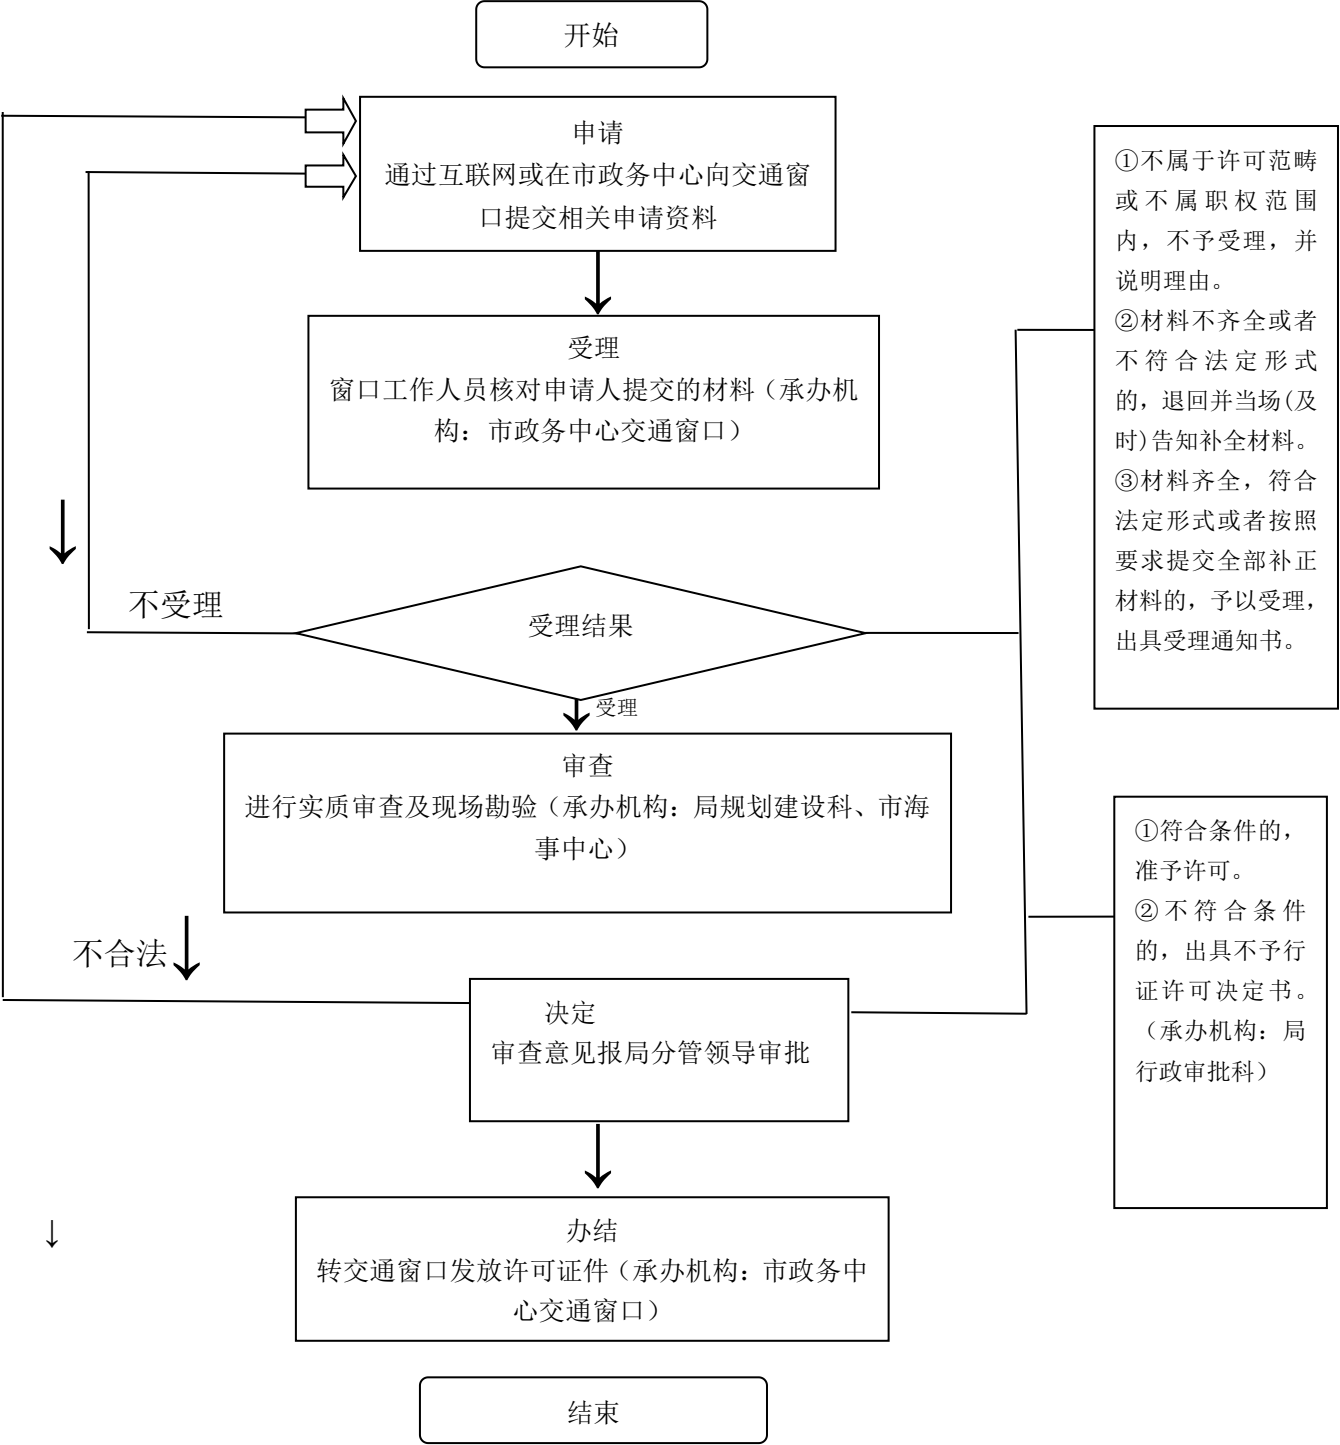 开始
申请
通过互联网或在市政务中心向交通窗
口提交相关申请资料
受理
窗口工作人员核对申请人提交的材料（承办机
构：市政务中心交通窗口）
不受理
受理结果
受理
审查
进行实质审查及现场勘验（承办机构：局规划建设科、市海
事中心）
不合法
决定
审查意见报局分管领导审批
↓
办结
转交通窗口发放许可证件（承办机构：市政务中
心交通窗口）
结束
①不属于许可范畴
或不属职权范围
内，不予受理，并
说明理由。
②材料不齐全或者
不符合法定形式
的，退回并当场(及
时)告知补全材料。
③材料齐全，符合
法定形式或者按照
要求提交全部补正
材料的，予以受理，
出具受理通知书。
①符合条件的，
准予许可。
②不符合条件
的，出具不予行
证许可决定书。
（承办机构：局
行政审批科）